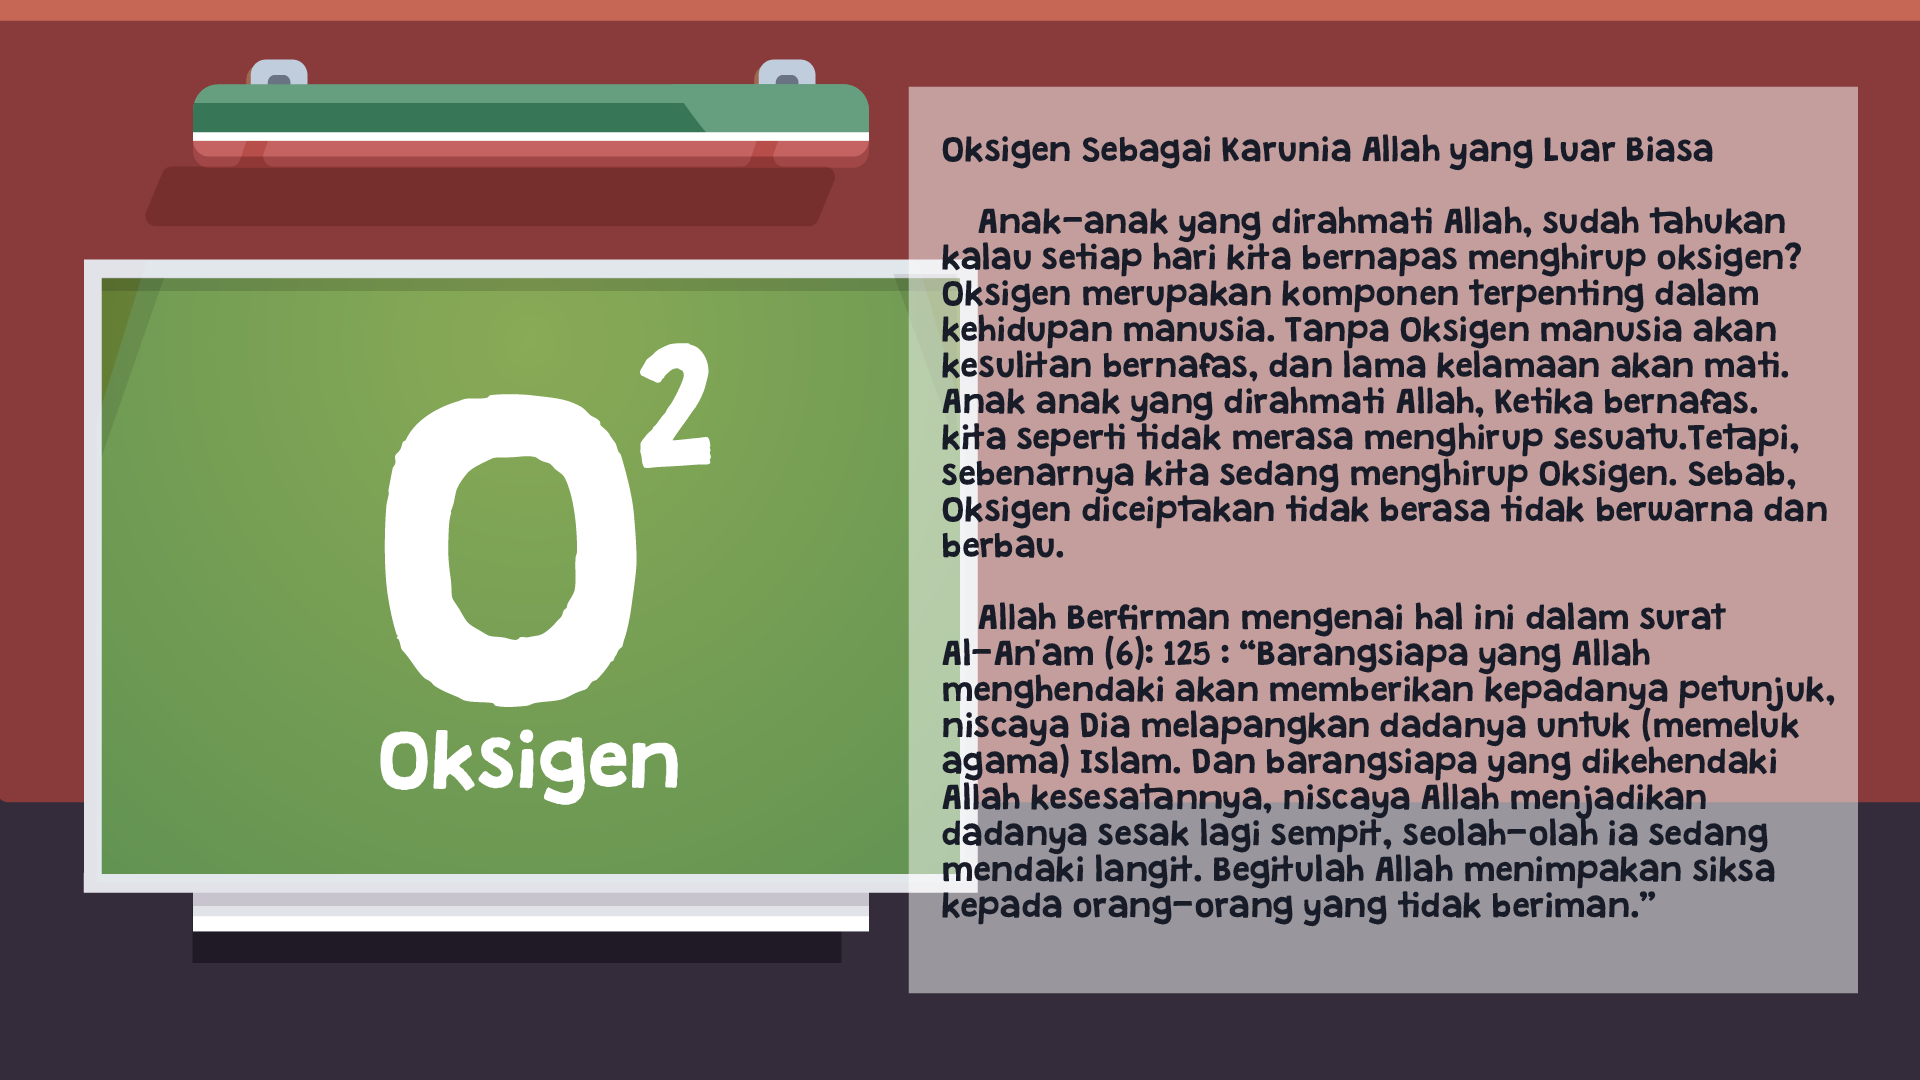 O2
Oksigen
Oksigen Sebagai Karunia Allah yang Luar Biasa
Anak-anak yang dirahmati Allah, sudah tahukan
kalau setiap hari kita bernapas menghirup oksigen?
Oksigen merupakan komponen terpenting dalam
kehidupan manusia. Tanpa Oksigen manusia akan
kesulitan bernafas, dan lama kelamaan akan mati.
Anak anak yang dirahmati Allah, Ketika bernafas.
kita seperti tidak merasa menghirup sesuatu.Tetapi,
sebenarnya kita sedang menghirup Oksigen. Sebab,
Oksigen diceiptakan tidak berasa tidak berwarna dan
berbau.
Allah Berfirman mengenai hal ini dalam surat
Al-An'am (6): 125 : “Barangsiapa yang Allah
menghendaki akan memberikan kepadanya petunjuk,
niscaya Dia melapangkan dadanya untuk (memeluk
agama) Islam. Dan barangsiapa yang dikehendaki
Allah kesesatannya, niscaya Allah menjadikan
dadanya sesak lagi sempit, seolah-olah ia sedang
mendaki langit. Begitulah Allah menimpakan siksa
kepada orang-orang yang tidak beriman.”